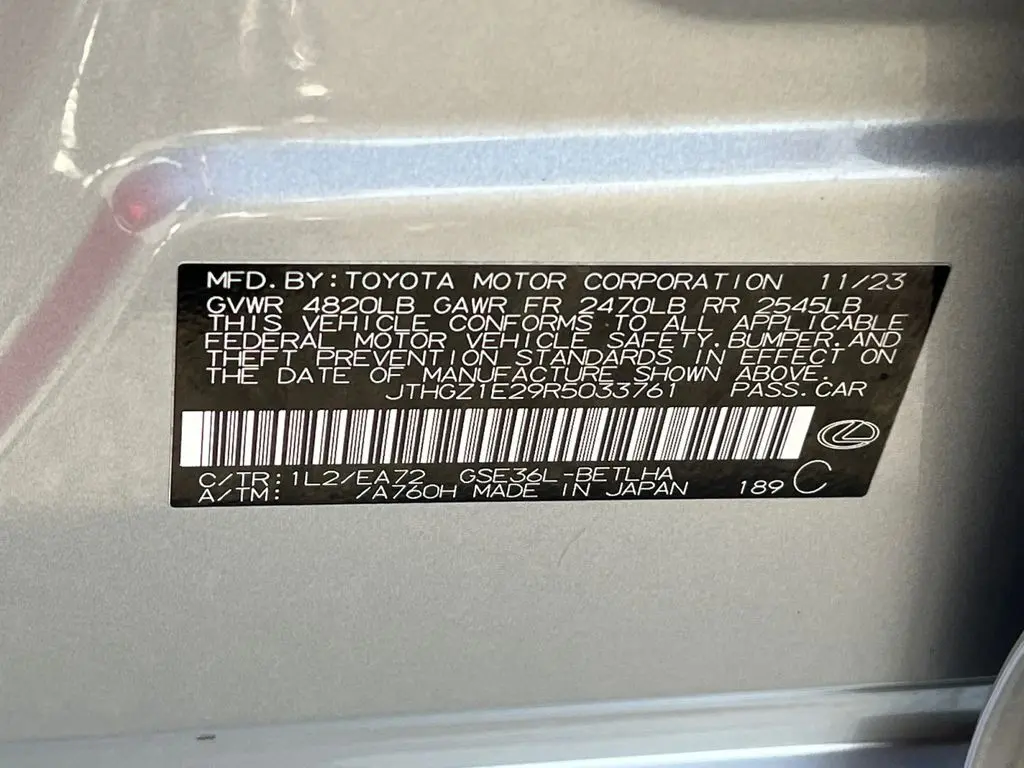 MFD. BY: TOYOTA MOTOR CORPORATION 11/23
GVWR 4820LB GAWR FR 2470LB RR 2545LB
THIS VEHICLE CONFORMS TO ALL APPLICABLE
FEDERAL MOTOR VEHICLE SAFETY, BUMPER, AND
THEFT PREVENTION STANDARDS IN EFFECT ON
THE DATE OF MANUFACTURE SHOWN ABOVE.
JTHGZ1E29R5033761 PASS. CAR
C/TR: 1L2/EA72 GSE36L-BETLHA
A/TM: /A760H MADE IN JAPAN 189 C